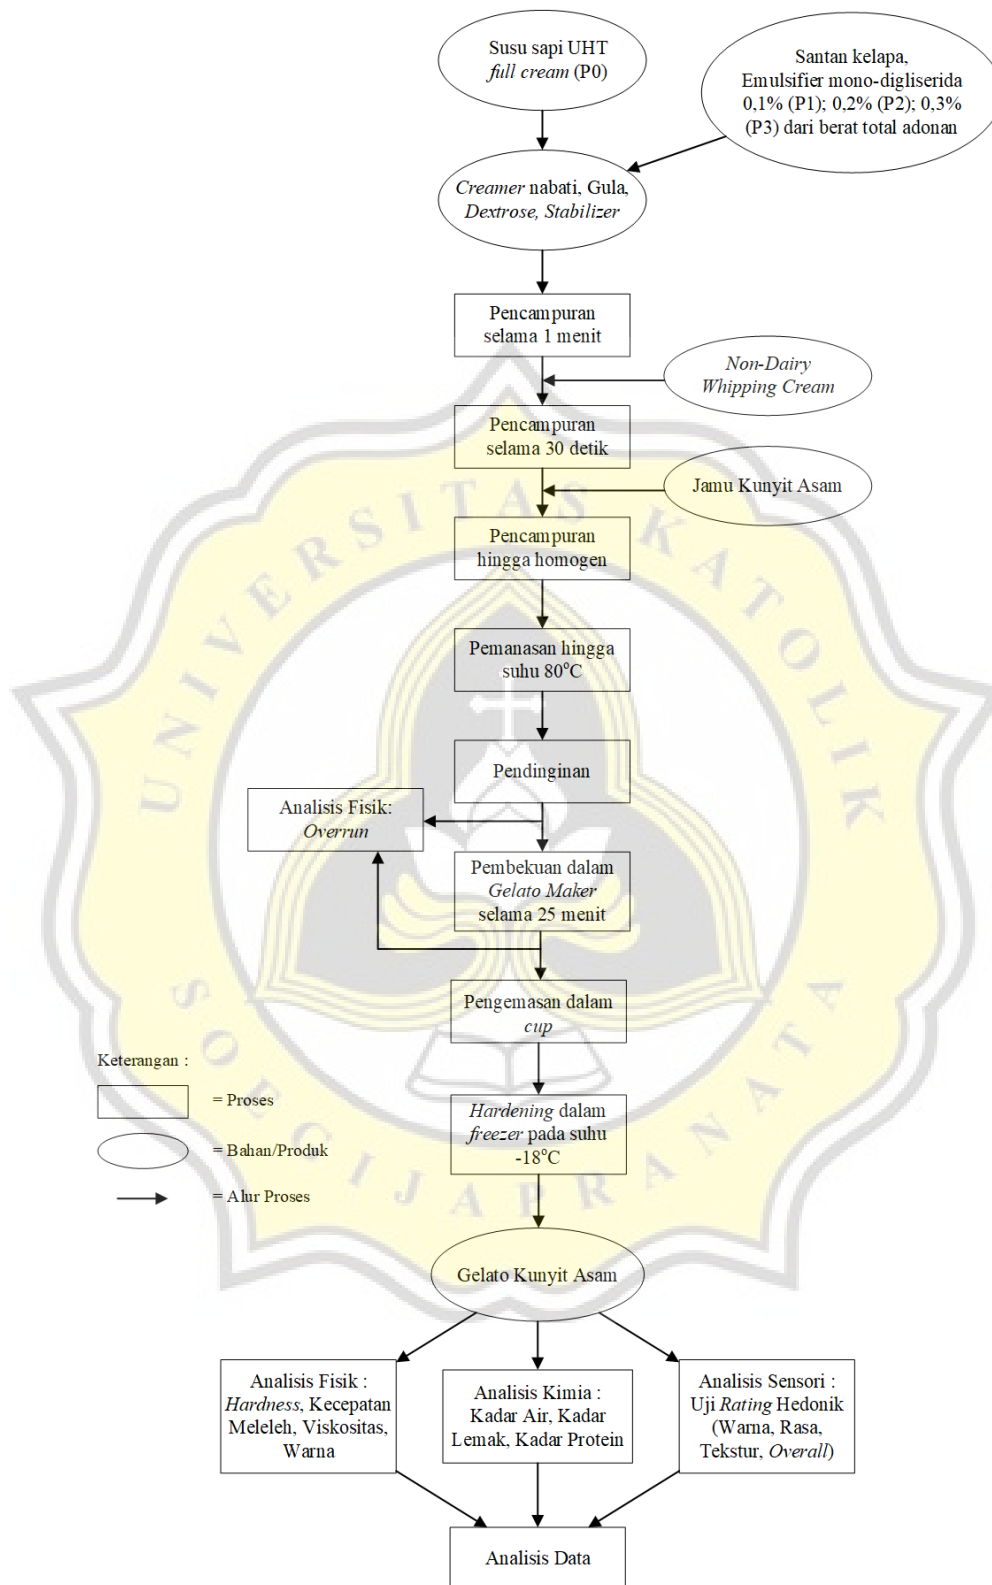 Susu sapi UHT
full cream (P0)
Santan kelapa,
Emulsifier mono-digliserida
0,1% (P1); 0,2% (P2); 0,3%
(P3) dari berat total adonan
Creamer nabati, Gula,
Dextrose, Stabilizer
Pencampuran
selama 1 menit
Non-Dairy
Whipping Cream
Pencampuran
selama 30 detik
Jamu Kunyit Asam
Pencampuran
hingga homogen
Pemanasan hingga
suhu 80°C
Pendinginan
Analisis Fisik:
Overrun
Pembekuan dalam
Gelato Maker
selama 25 menit
Pengemasan dalam
cup
Keterangan :
= Proses
= Bahan/Produk
= Alur Proses
Hardening dalam
freezer pada suhu
-18°C
Gelato Kunyit Asam
Analisis Fisik :
Hardness, Kecepatan
Meleleh, Viskositas,
Warna
Analisis Kimia :
Kadar Air, Kadar
Lemak, Kadar Protein
Analisis Sensori :
Uji Rating Hedonik
(Warna, Rasa,
Tekstur, Overall)
Analisis Data
UNIVERSITAS KATOLIK
SOEGIJAPRANATA